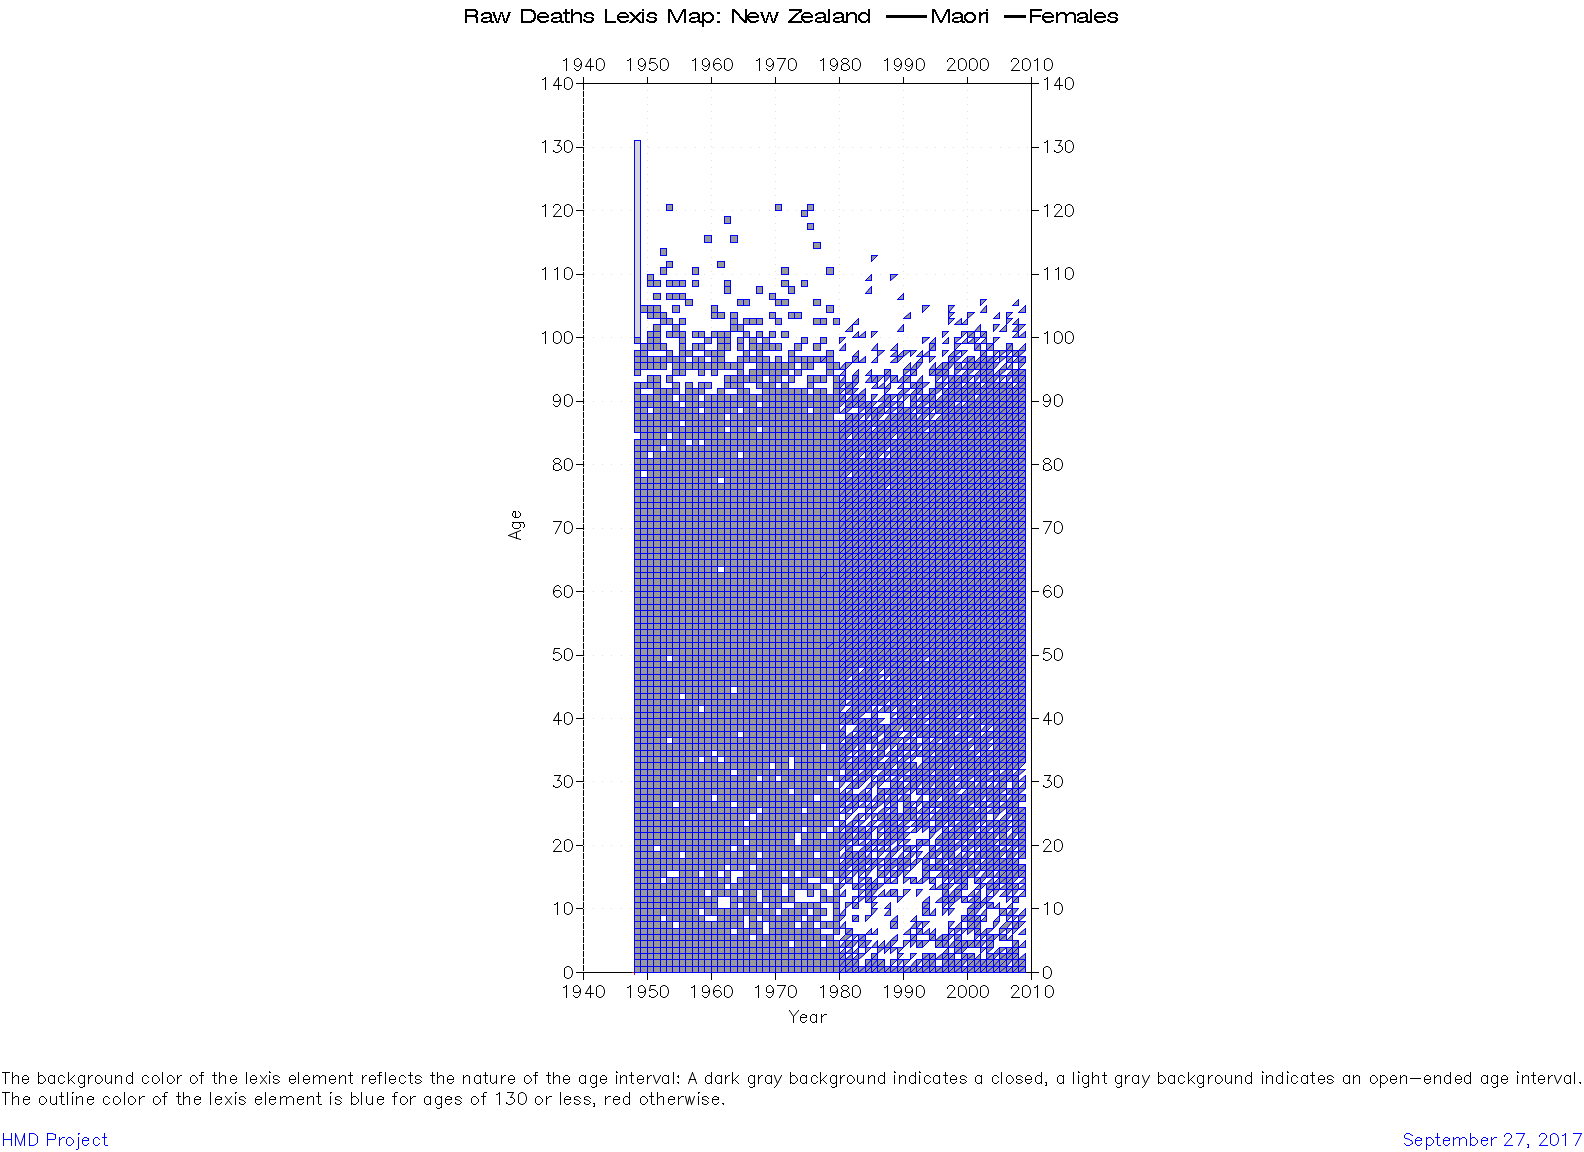 Raw Deaths Lexis Map: New Zealand — Maori — Females
1940 1950 1960 1970 1980 1990 2000 2010
140 140
130 130
120 120
110 110
100 100
90 90
80 80
70 70
60 60
50 50
40 40
30 30
20 20
10 10
0 0
Age
1940 1950 1960 1970 1980 1990 2000 2010
Year
The background color of the lexis element reflects the nature of the age interval: A dark gray background indicates a closed, a light gray background indicates an open-ended age interval.
The outline color of the lexis element is blue for ages of 130 or less, red otherwise.
HMD Project September 27, 2017